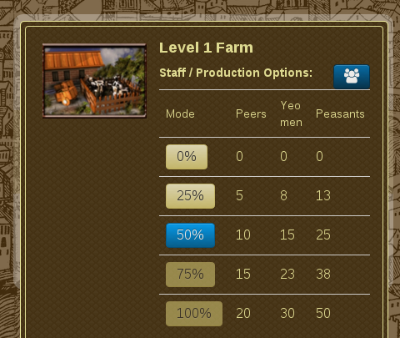 Level 1 Farm
Staff / Production Options:
Mode Peers Yeo men Peasants
0% 0 0 0
25% 5 8 13
50% 10 15 25
75% 15 23 38
100% 20 30 50